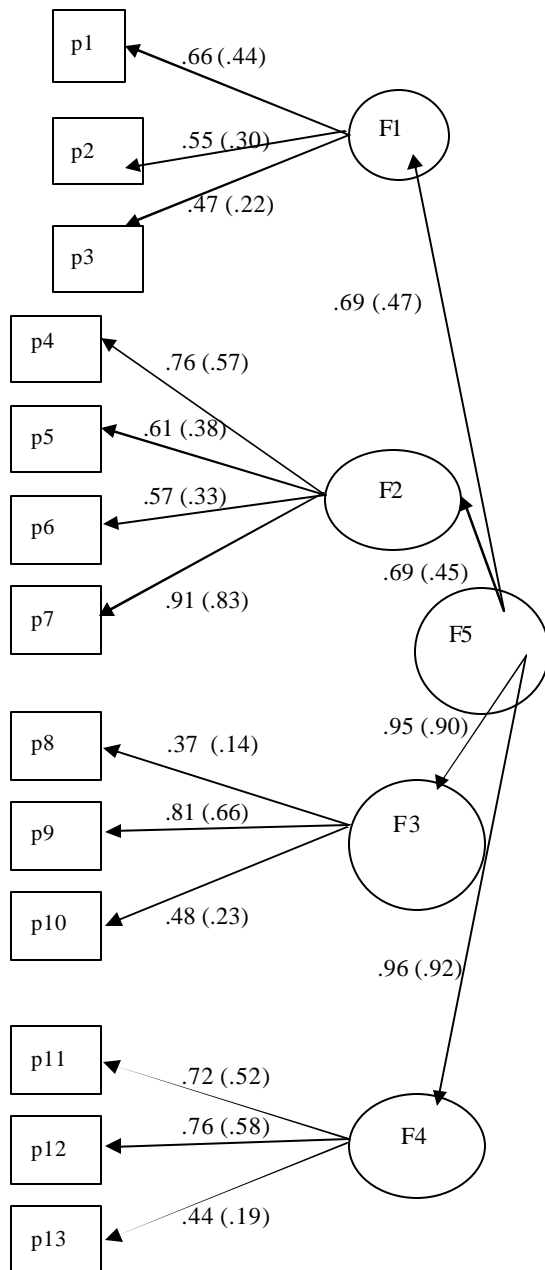 p1
.66 (.44)
F1
p2
.55 (.30)
.47 (.22)
p3
.69 (.47)
p4
.76 (.57)
p5
.61 (.38)
F2
p6
.57 (.33)
.69 (.45)
p7
.91 (.83)
F5
.95 (.90)
p8
.37 (.14)
.81 (.66)
F3
p9
p10
.48 (.23)
.96 (.92)
p11
.72 (.52)
.76 (.58)
F4
p12
.44 (.19)
p13